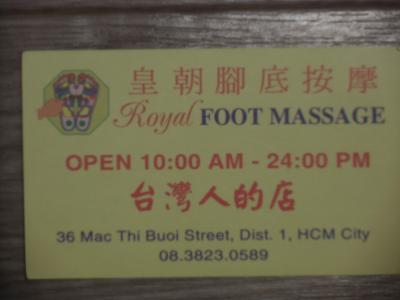 皇朝腳底按摩
Royal FOOT MASSAGE
OPEN 10:00 AM - 24:00 PM
台灣人的店
36 Mac Thi Buoi Street, Dist. 1, HCM City
08.3823.0589